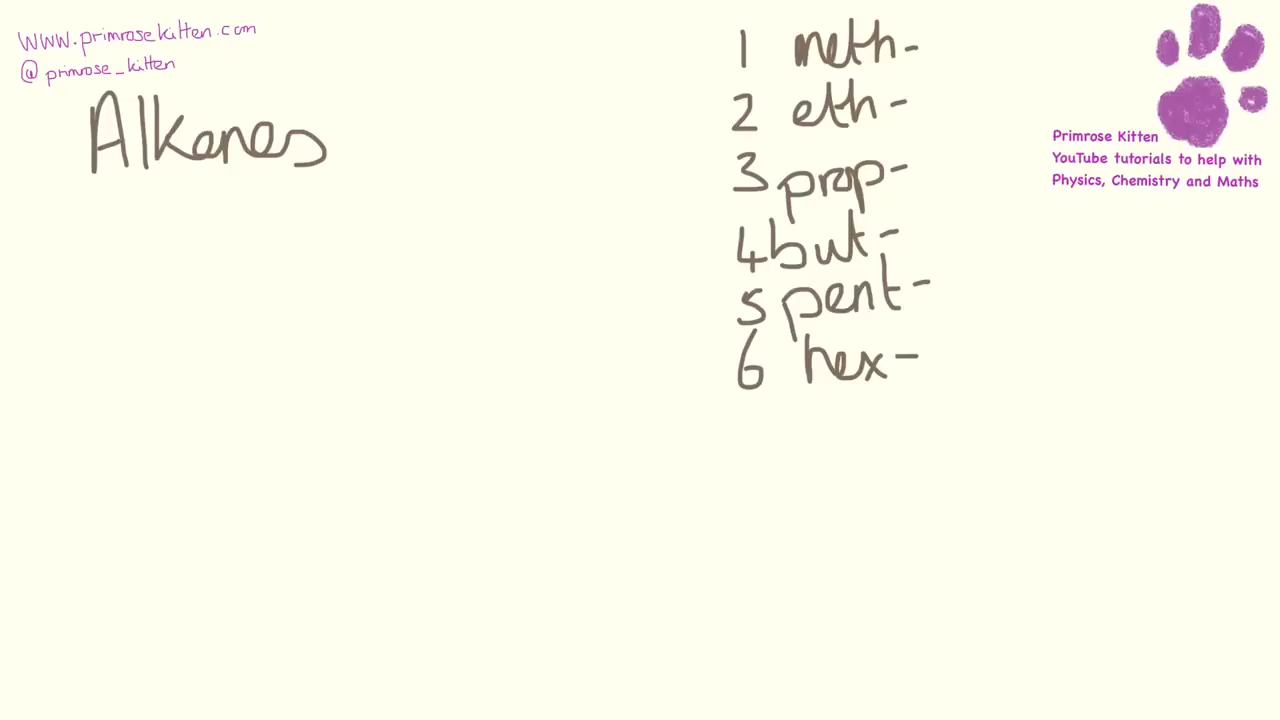 www.primrosekitten.com
@primrose_kitten
Alkanes
1 meth-
2 eth-
3 prop-
4 but-
5 pent-
6 hex-
Primrose Kitten
YouTube tutorials to help with
Physics, Chemistry and Maths